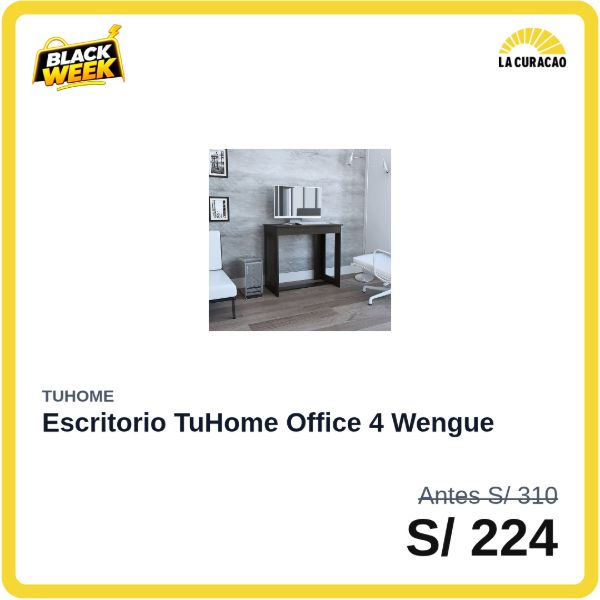 BLACK
WEEK
LA CURACAO
TUHOME
Escritorio TuHome Office 4 Wengue
Antes S/ 310
S/ 224